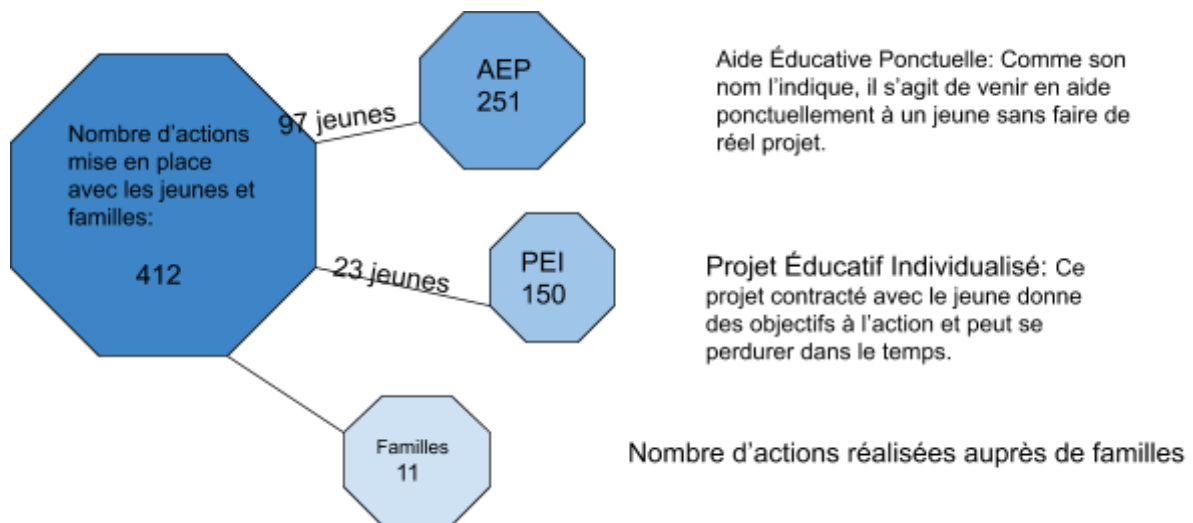 Nombre d'actions
mise en place
avec les jeunes et
familles:
412
97 jeunes
AEP
251
Aide Éducative Ponctuelle: Comme son
nom l'indique, il s'agit de venir en aide
ponctuellement à un jeune sans faire de
réel projet.
23 jeunes
PEI
150
Projet Éducatif Individualisé: Ce
projet contracté avec le jeune donne
des objectifs à l'action et peut se
perdurer dans le temps.
Familles
11
Nombre d'actions réalisées auprès de familles